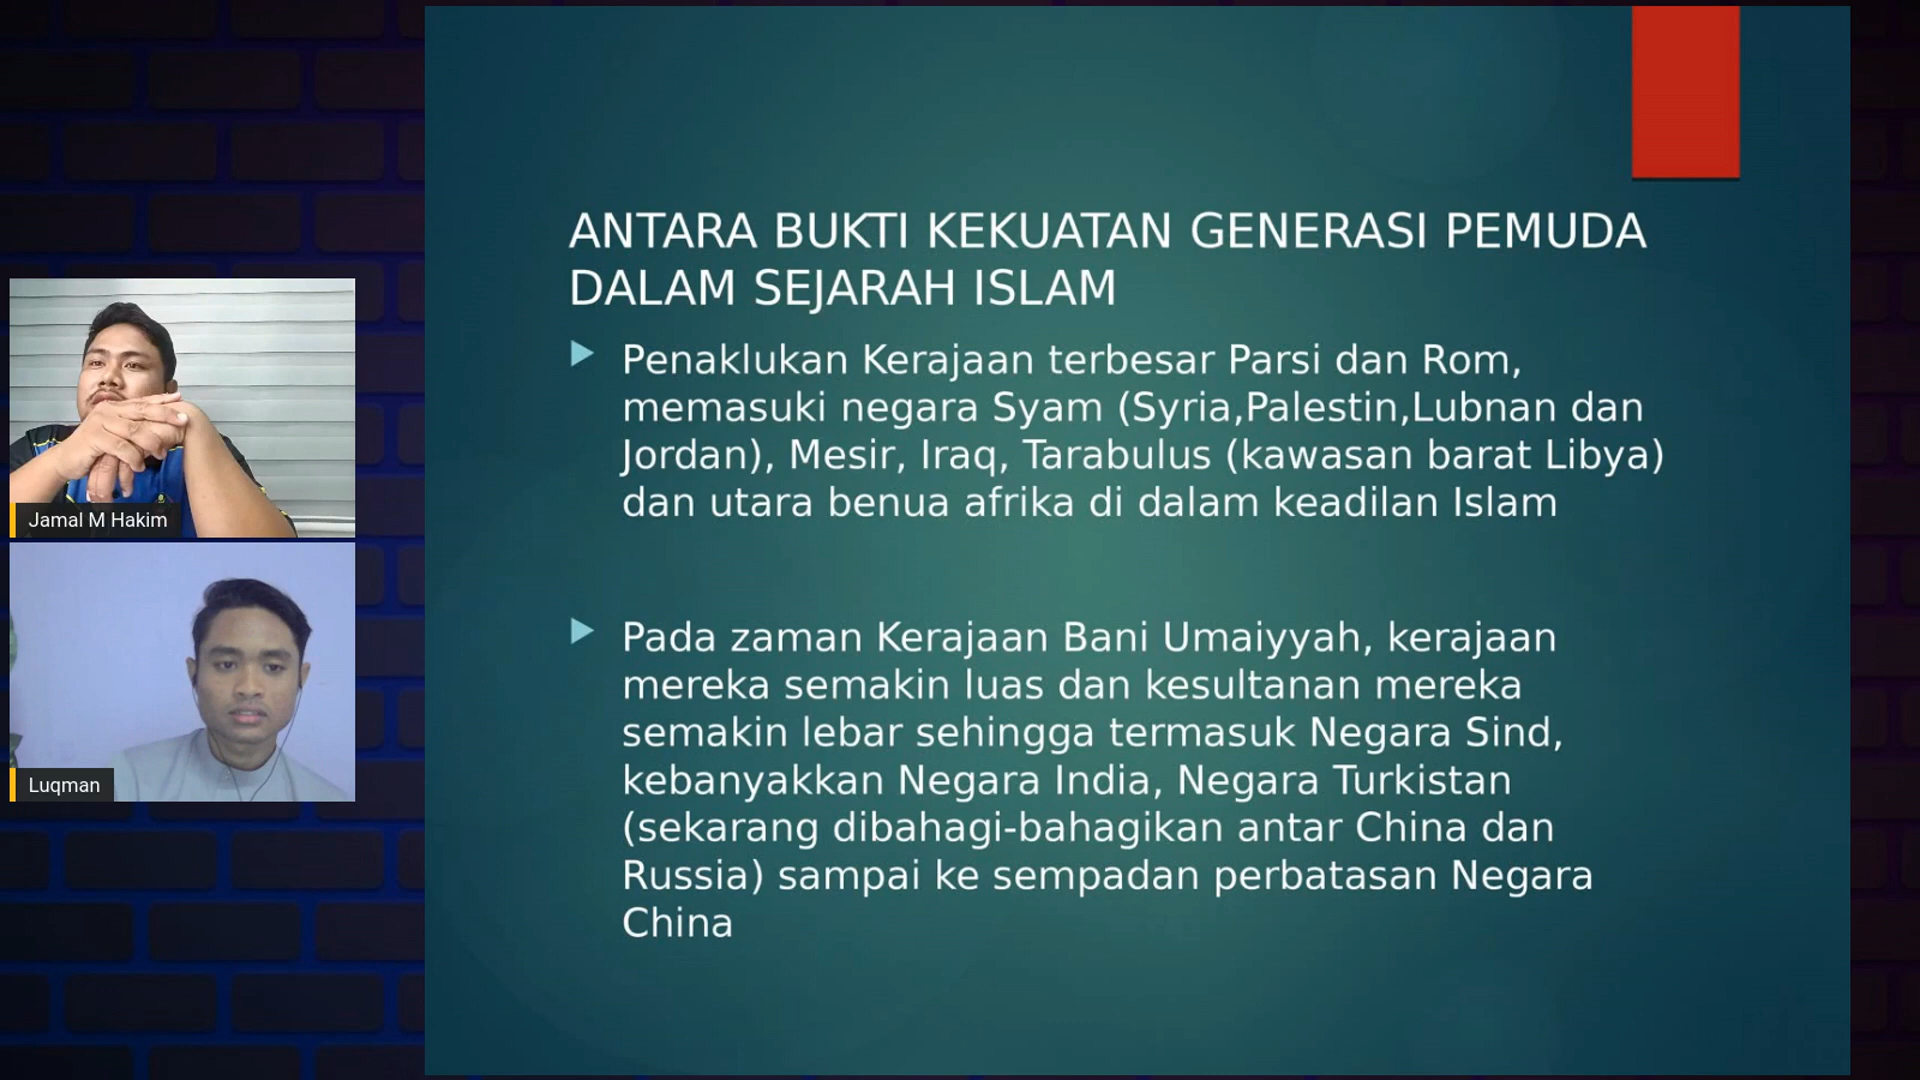 ANTARA BUKTI KEKUATAN GENERASI PEMUDA
DALAM SEJARAH ISLAM
Penaklukan Kerajaan terbesar Parsi dan Rom,
memasuki negara Syam (Syria,Palestin,Lubnan dan
Jordan), Mesir, Iraq, Tarabulus (kawasan barat Libya)
dan utara benua afrika di dalam keadilan Islam
Pada zaman Kerajaan Bani Umaiyyah, kerajaan
mereka semakin luas dan kesultanan mereka
semakin lebar sehingga termasuk Negara Sind,
kebanyakkan Negara India, Negara Turkistan
(sekarang dibahagi-bahagikan antar China dan
Russia) sampai ke sempadan perbatasan Negara
China
Jamal M Hakim
Luqman